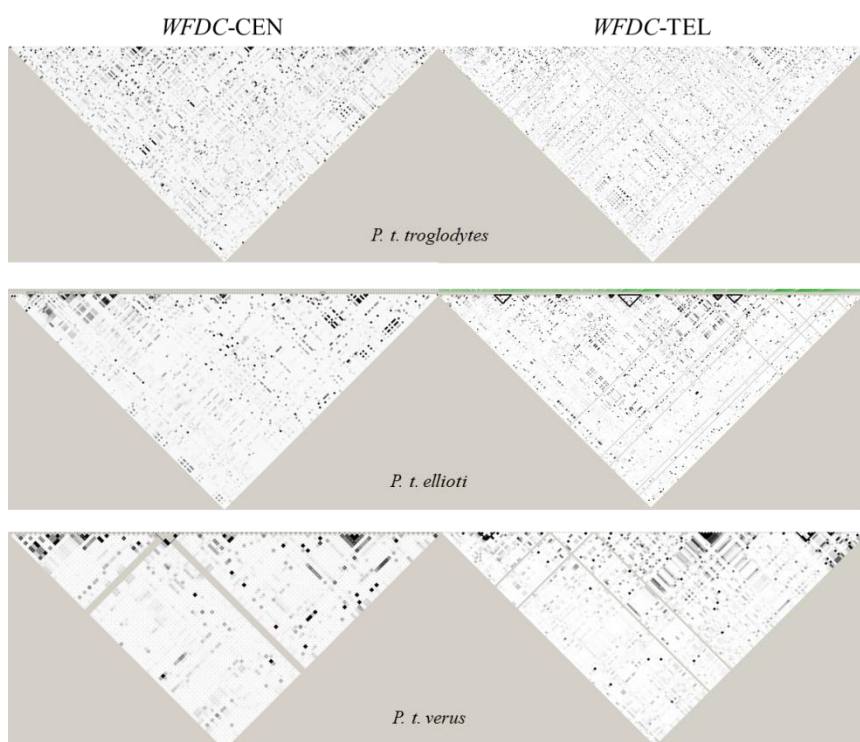 WFDC-CEN WFDC-TEL
P. t. troglodytes
P. t. ellioti
P. t. verus